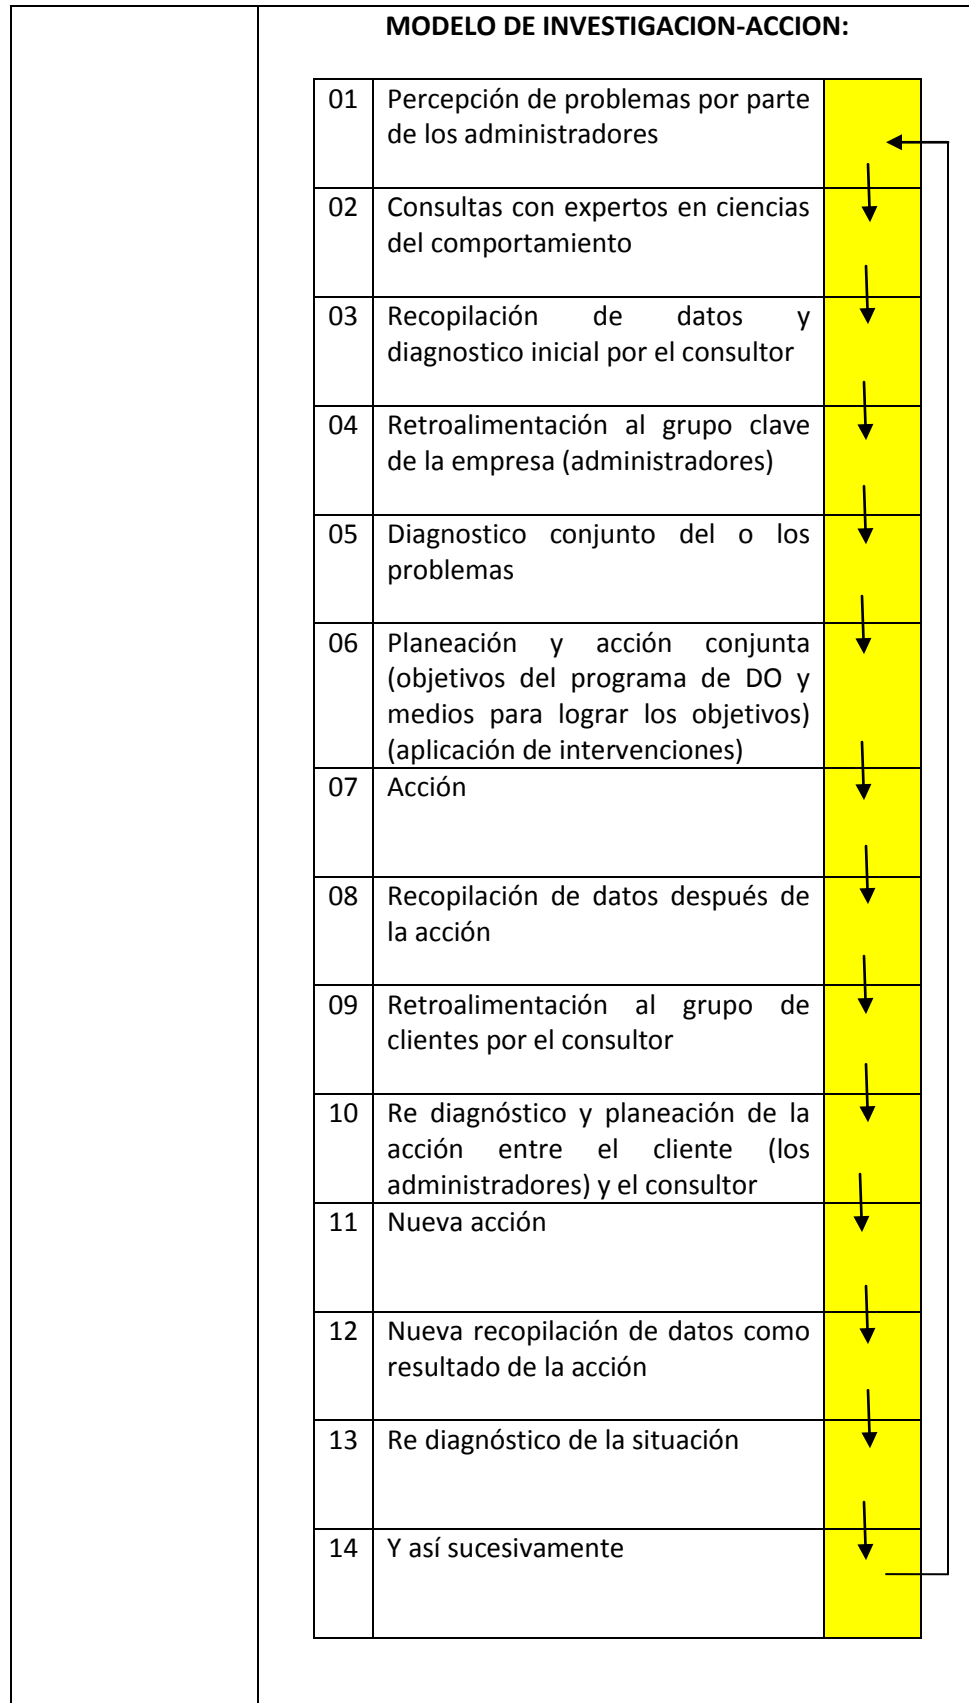 MODELO DE INVESTIGACION-ACCION:
01 Percepción de problemas por parte
de los administradores
02 Consultas con expertos en ciencias
del comportamiento
03 Recopilación de datos y
diagnostico inicial por el consultor
04 Retroalimentación al grupo clave
de la empresa (administradores)
05 Diagnostico conjunto del o los
problemas
06 Planeación y acción conjunta
(objetivos del programa de DO y
medios para lograr los objetivos)
(aplicación de intervenciones)
07 Acción
08 Recopilación de datos después de
la acción
09 Retroalimentación al grupo de
clientes por el consultor
10 Re diagnóstico y planeación de la
acción entre el cliente (los
administradores) y el consultor
11 Nueva acción
12 Nueva recopilación de datos como
resultado de la acción
13 Re diagnóstico de la situación
14 Y así sucesivamente